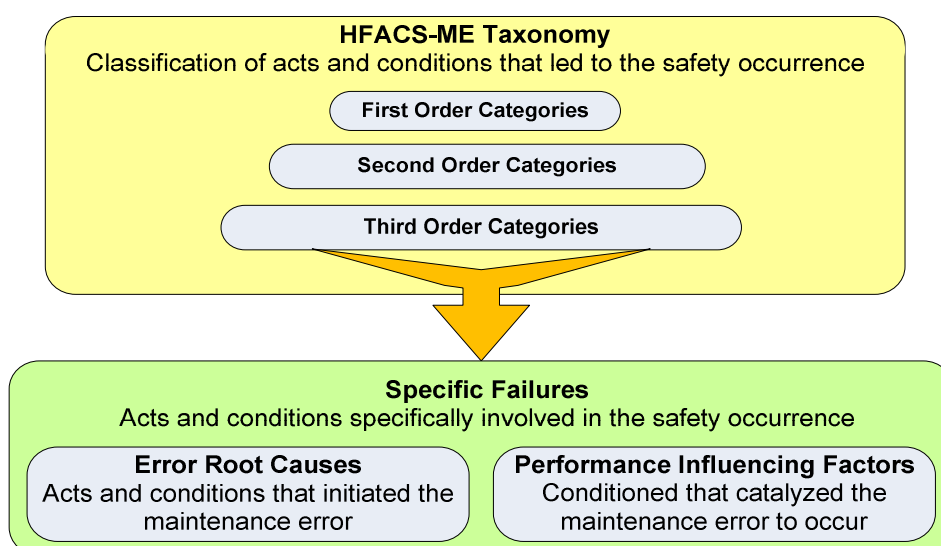 HFACS-ME Taxonomy
Classification of acts and conditions that led to the safety occurrence
First Order Categories
Second Order Categories
Third Order Categories
Specific Failures
Acts and conditions specifically involved in the safety occurrence
Error Root Causes
Acts and conditions that initiated the
maintenance error
Performance Influencing Factors
Conditioned that catalyzed the
maintenance error to occur